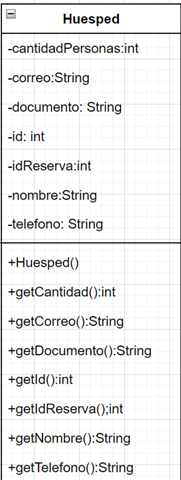 Huesped
-cantidadPersonas:int
-correo:String
-documento: String
-id: int
-idReserva:int
-nombre:String
-telefono: String
+Huesped()
+getCantidad():int
+getCorreo():String
+getDocumento():String
+getId():int
+getIdReserva();int
+getNombre():String
+getTelefono():String